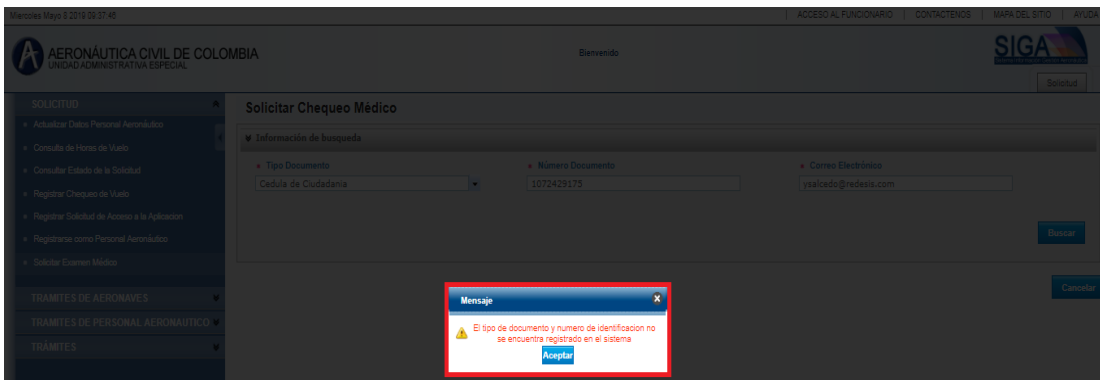 Miercoles Mayo 8 2019 09:37:46
ACCESO AL FUNCIONARIO | CONTACTENOS | MAPA DEL SITIO | AYUDA
AERONÁUTICA CIVIL DE COLOMBIA
UNIDAD ADMINISTRATIVA ESPECIAL
Bienvenido
SIGA
Solicitud
SOLICITUD
Actualizar Datos Personal Aeronáutico
Consulta de Horas de Vuelo
Consultar Estado de la Solicitud
Registrar Chequeo de Vuelo
Registrar Solicitud de Acceso a la Aplicacion
Registrarse como Personal Aeronáutico
Solicitar Examen Médico
TRAMITES DE AERONAVES
TRAMITES DE PERSONAL AERONAUTICO
TRÁMITES
Solicitar Chequeo Médico
Información de busqueda
* Tipo Documento
* Número Documento
* Correo Electrónico
Cedula de Ciudadania
1072429175
ysalcedo@redesis.com
Buscar
Cancelar
Mensaje
El tipo de documento y numero de identificacion no
se encuentra registrado en el sistema
Aceptar